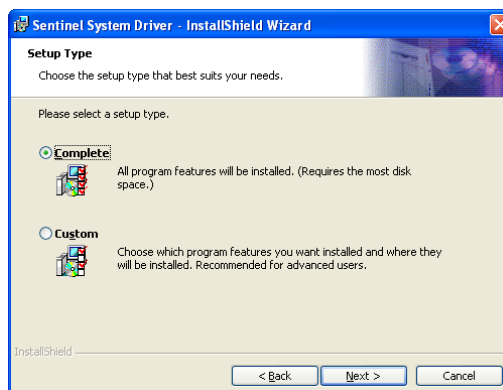 Sentinel System Driver - InstallShield Wizard
Setup Type
Choose the setup type that best suits your needs.
Please select a setup type.
Complete
All program features will be installed. (Requires the most disk
space.)
Custom
Choose which program features you want installed and where they
will be installed. Recommended for advanced users.
InstallShield
< Back
Next >
Cancel